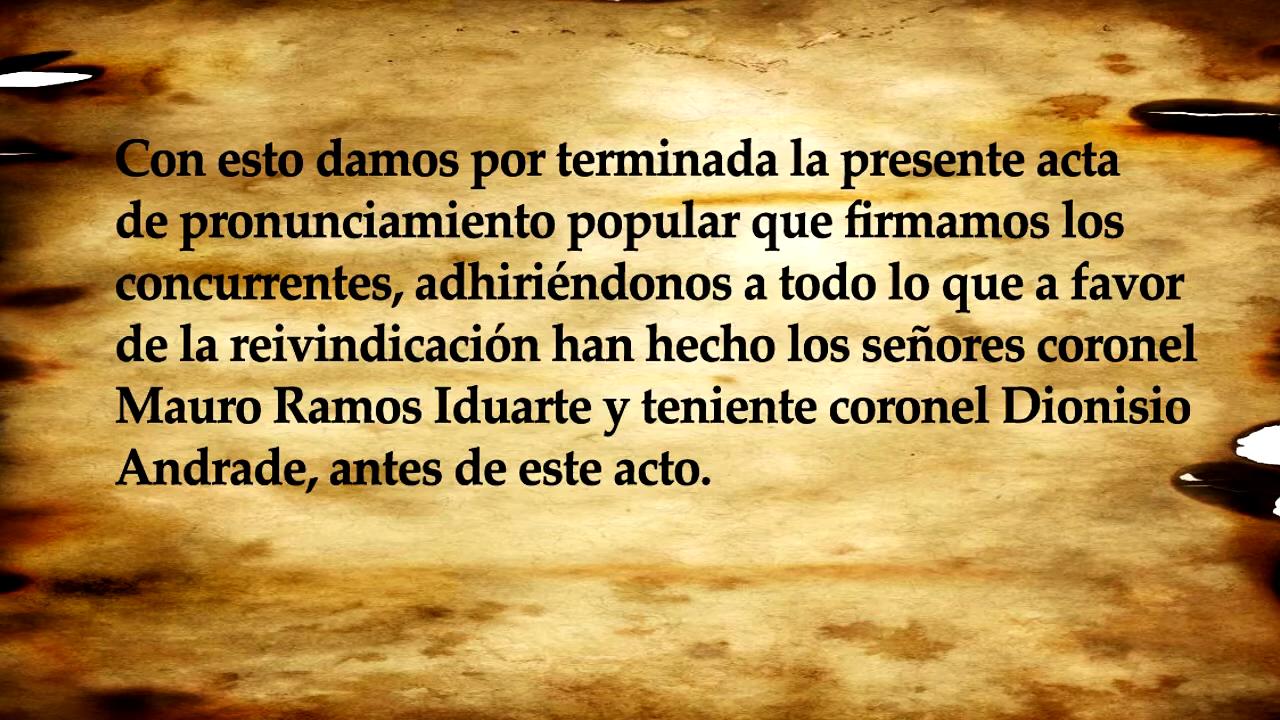 Con esto damos por terminada la presente acta
de pronunciamiento popular que firmamos los
concurrentes, adhiriéndonos a todo lo que a favor
de la reivindicación han hecho los señores coronel
Mauro Ramos Iduarte y teniente coronel Dionisio
Andrade, antes de este acto.